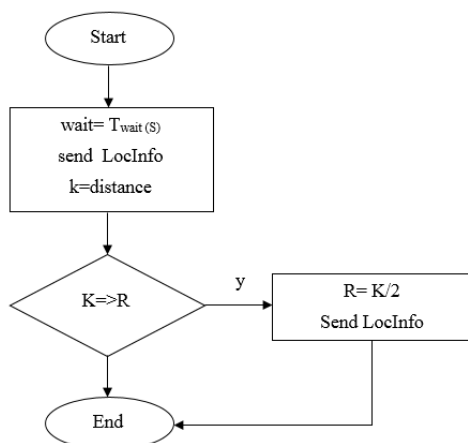 Start
wait= Twait (S)
send LocInfo
k=distance
K=>R
y
R= K/2
Send LocInfo
End